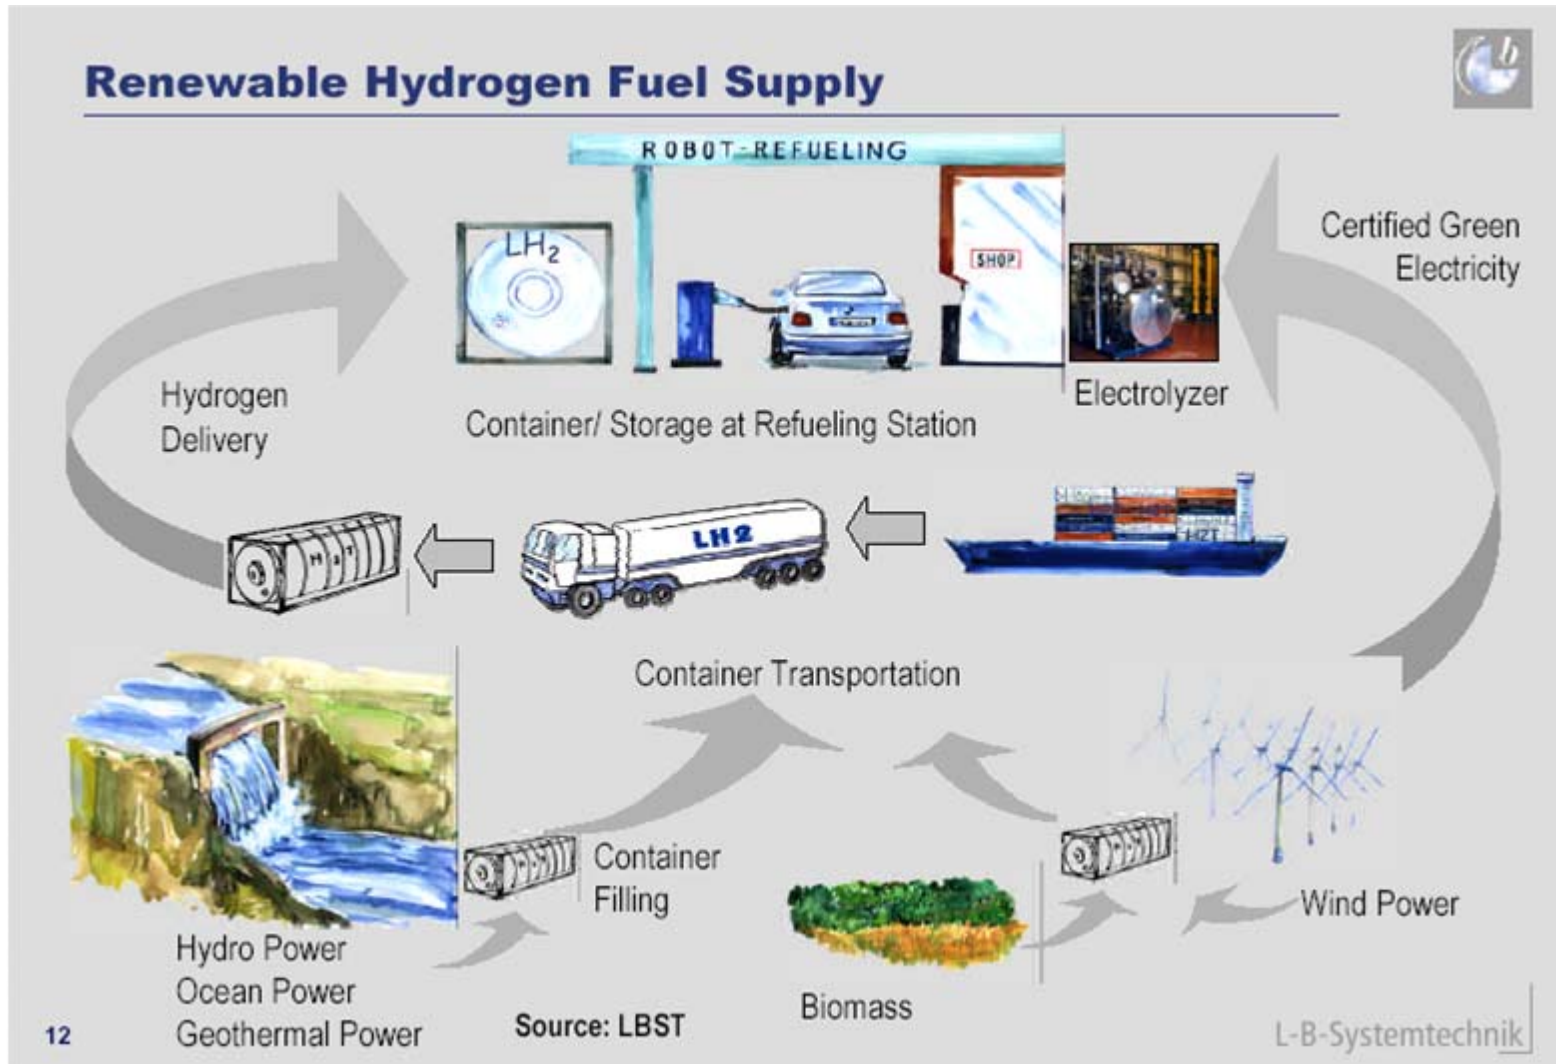 Renewable Hydrogen Fuel Supply
b
ROBOT-REFUELING
Certified Green
Electricity
LH2
SHOP
Hydrogen
Delivery
Electrolyzer
Container/ Storage at Refueling Station
LH2
HZT
Container Transportation
Container
Filling
Wind Power
Hydro Power
Ocean Power
Geothermal Power
Biomass
Source: LBST
12
L-B-Systemtechnik